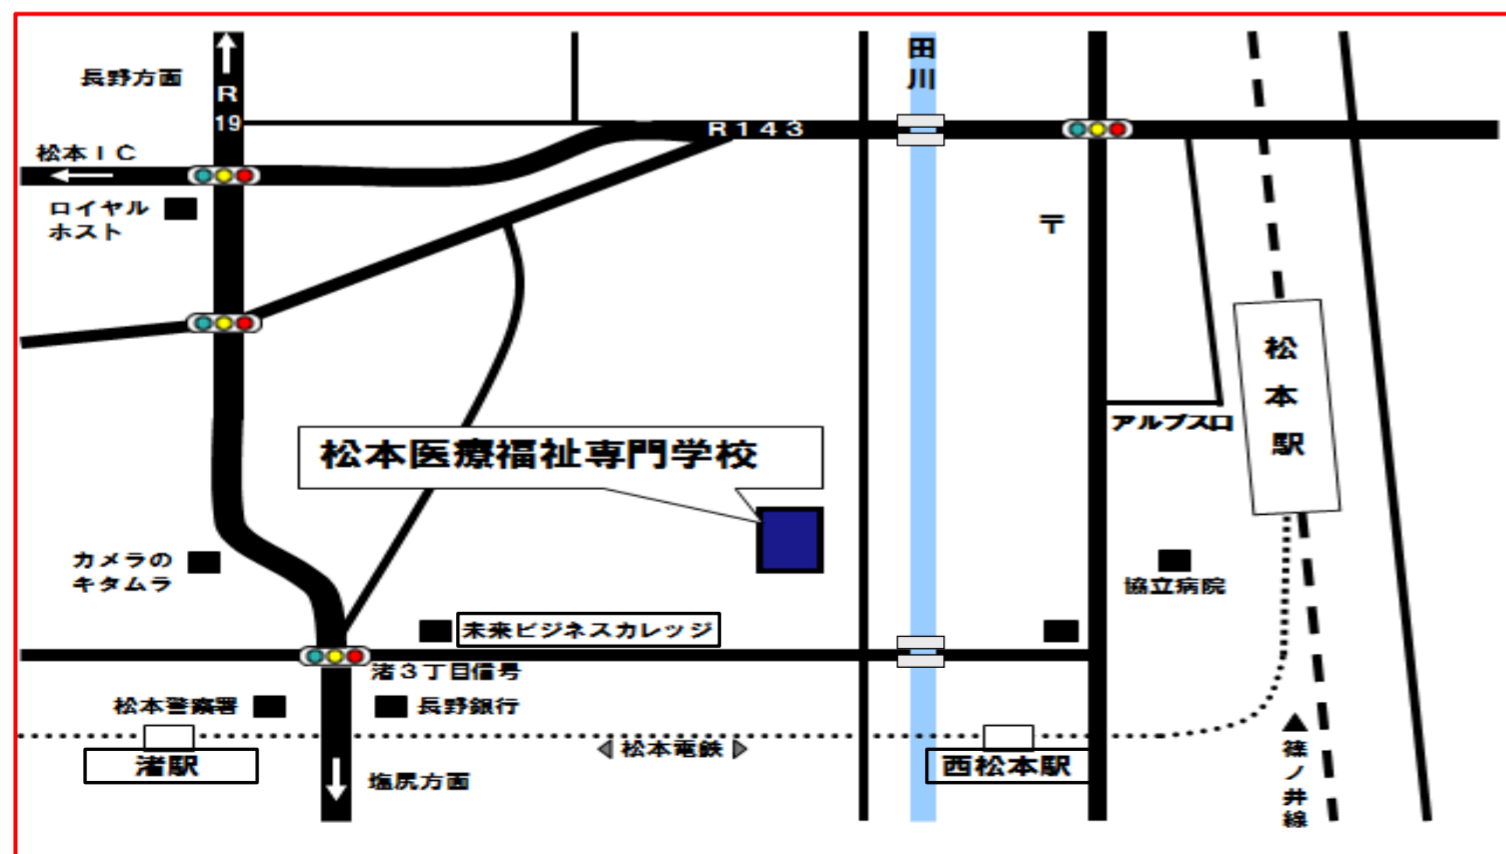 田
川
長野方面
R
19
R143
松本IC
ロイヤル
ホスト
〒
松
本
駅
アルプス口
松本医療福祉専門学校
カメラの
キタムラ
協立病院
未来ビジネスカレッジ
渚3丁目信号
松本警察署
長野銀行
松本電鉄
渚駅
西松本駅
塩尻方面
篠
ノ
井
線